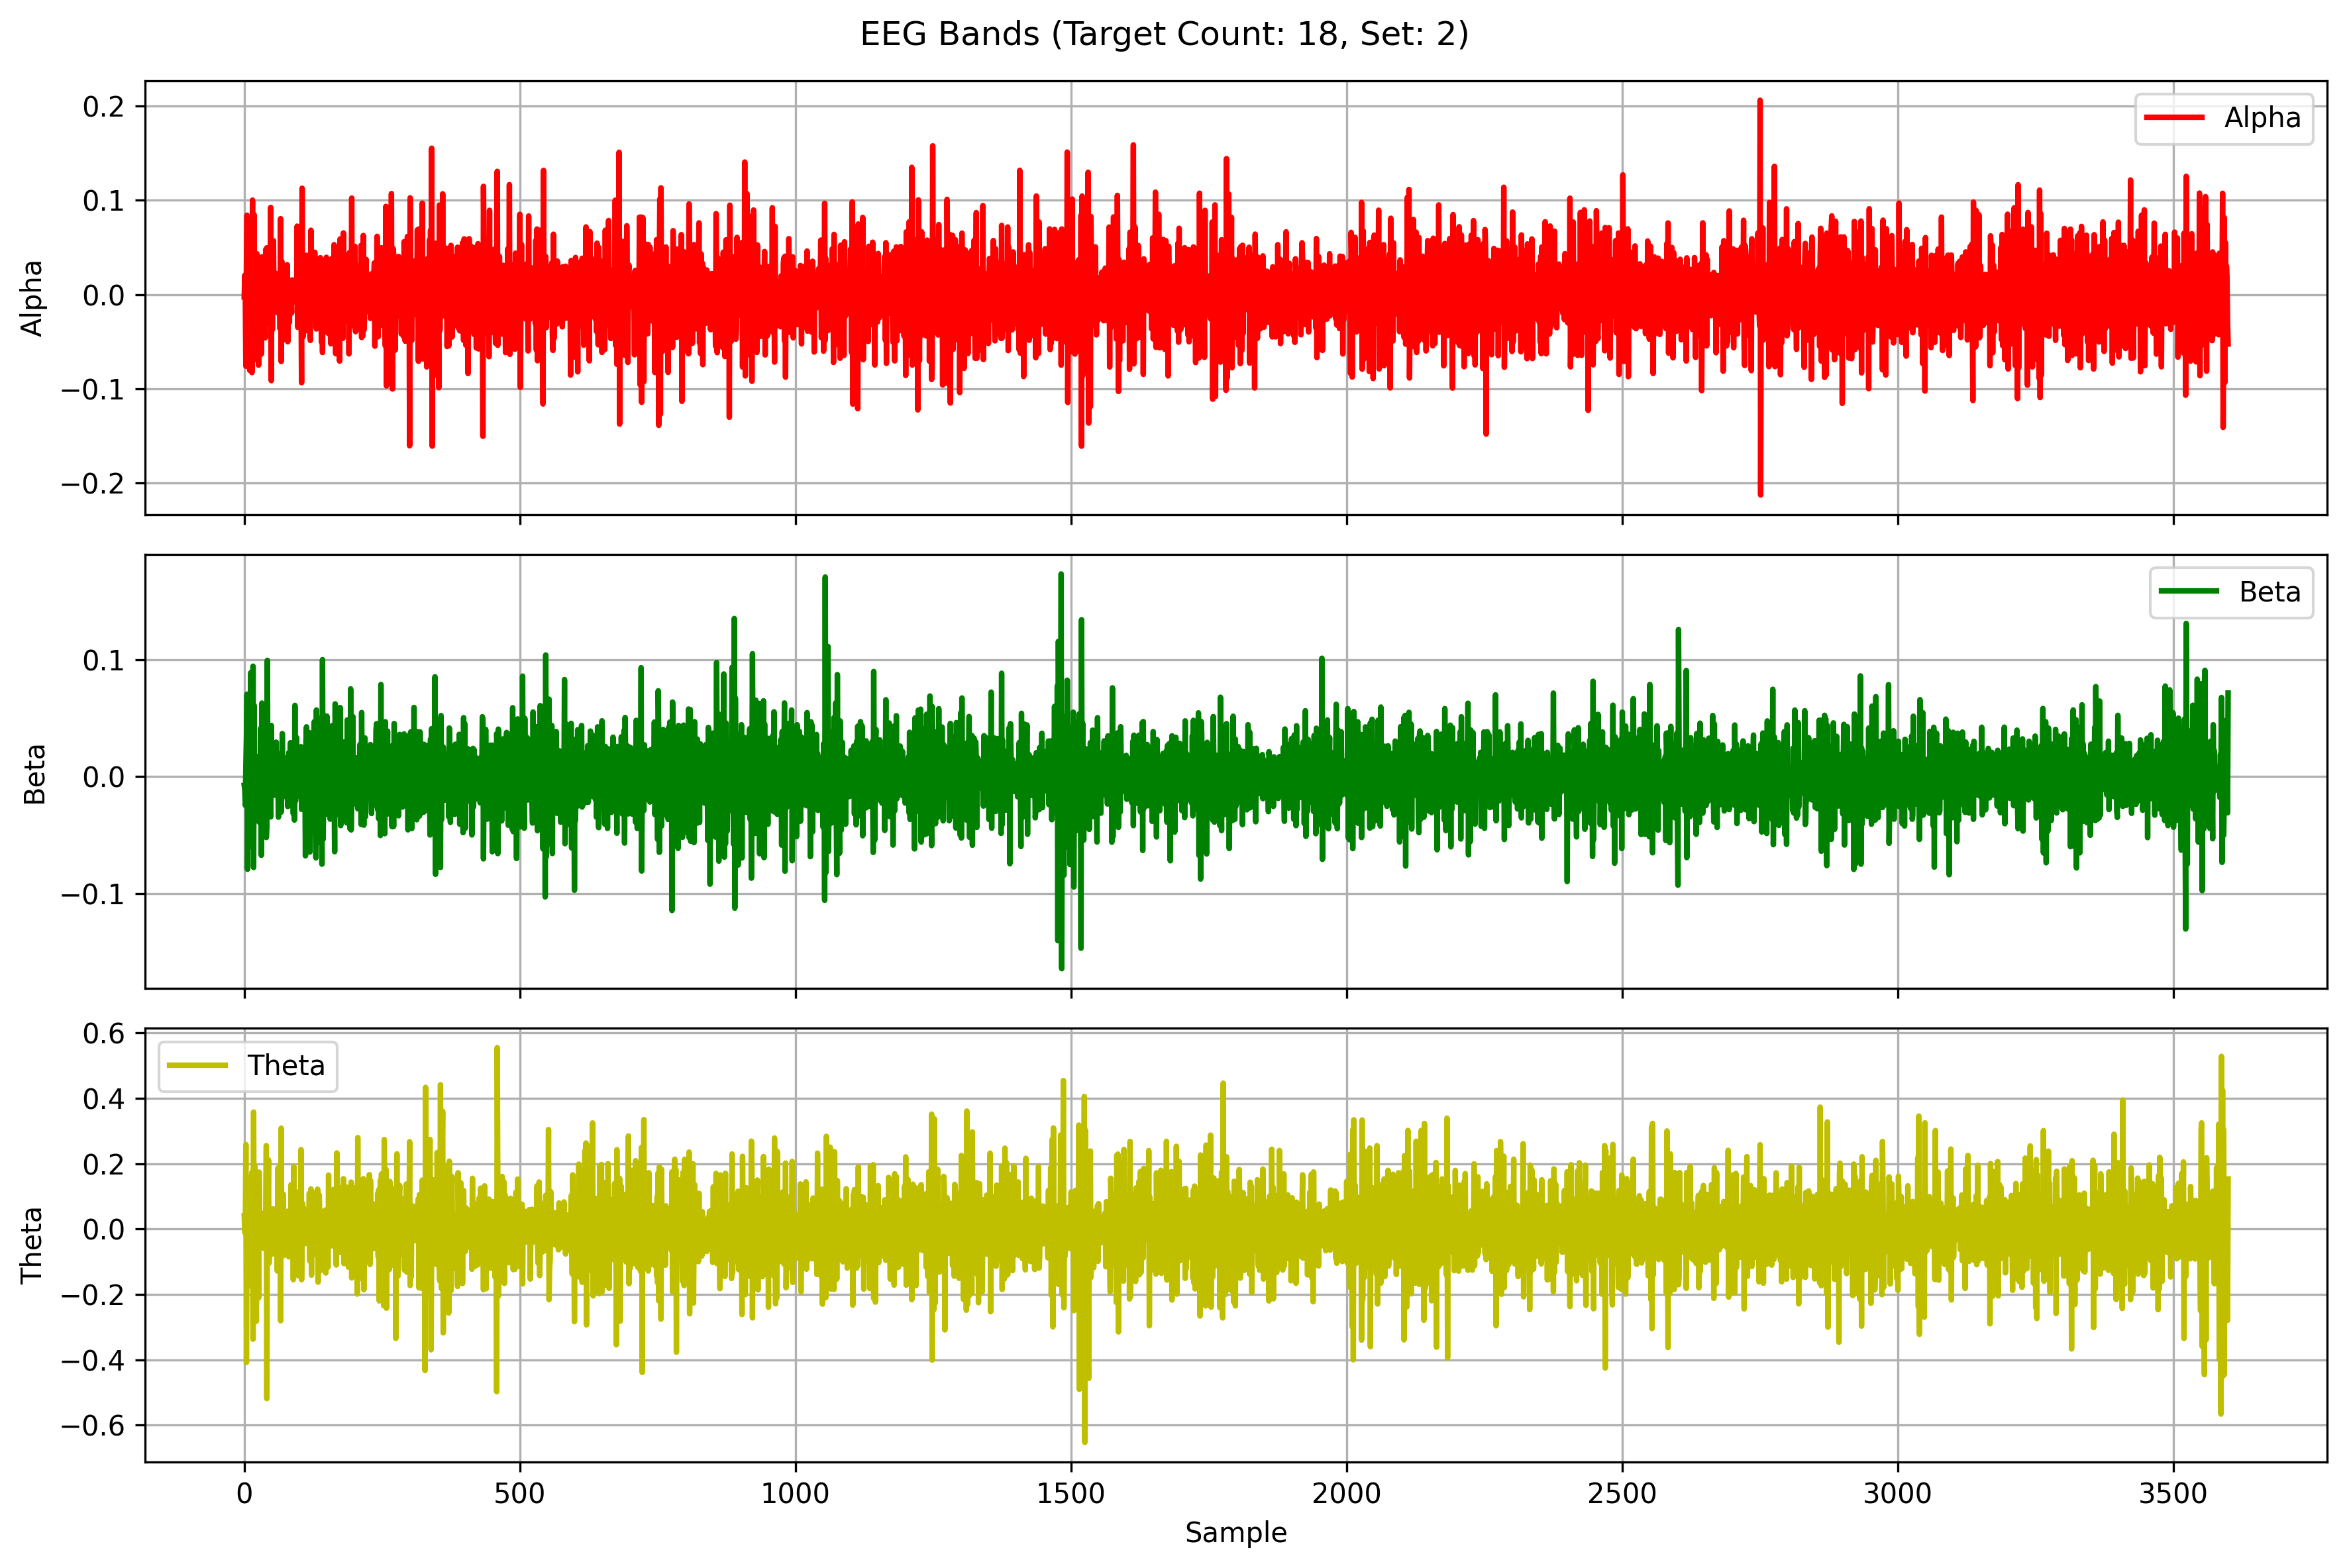 EEG Bands (Target Count: 18, Set: 2)
0.2
0.1
0.0
−0.1
−0.2
Alpha
Alpha
0.1
0.0
−0.1
Beta
Beta
0.6
0.4
0.2
0.0
−0.2
−0.4
−0.6
Theta
Theta
0 500 1000 1500 2000 2500 3000 3500
Sample